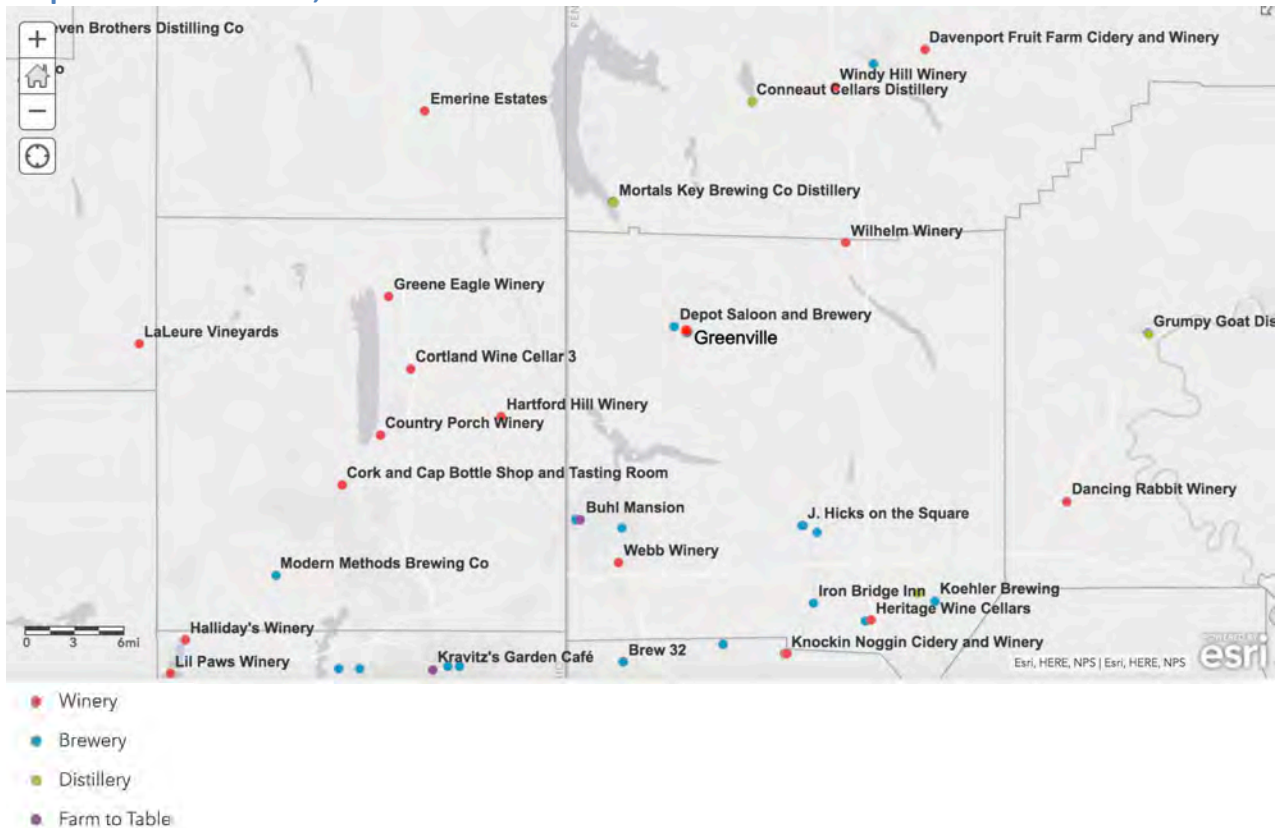 even Brothers Distilling Co
Davenport Fruit Farm Cidery and Winery
Windy Hill Winery
Conneaut Cellars Distillery
Emerine Estates
Mortals Key Brewing Co Distillery
Wilhelm Winery
Greene Eagle Winery
Depot Saloon and Brewery
Greenville
Grumpy Goat Dis
LaLeure Vineyards
Cortland Wine Cellar 3
Hartford Hill Winery
Country Porch Winery
Cork and Cap Bottle Shop and Tasting Room
Dancing Rabbit Winery
Buhl Mansion
J. Hicks on the Square
Webb Winery
Modern Methods Brewing Co
Iron Bridge Inn
Koehler Brewing
Heritage Wine Cellars
Halliday's Winery
0 3 6mi
Knockin Noggin Cidery and Winery
Brew 32
Kravitz's Garden Café
Lil Paws Winery
Esri, HERE, NPS | Esri, HERE, NPS
POWERED BY
esri
Winery
Brewery
Distillery
Farm to Table